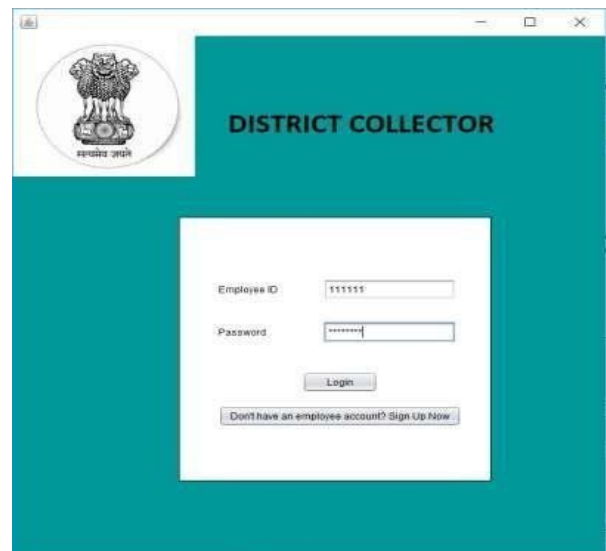 सत्यमेव जयते
DISTRICT COLLECTOR
Employee ID
111111
Password
********
Login
Don't have an employee account? Sign Up Now